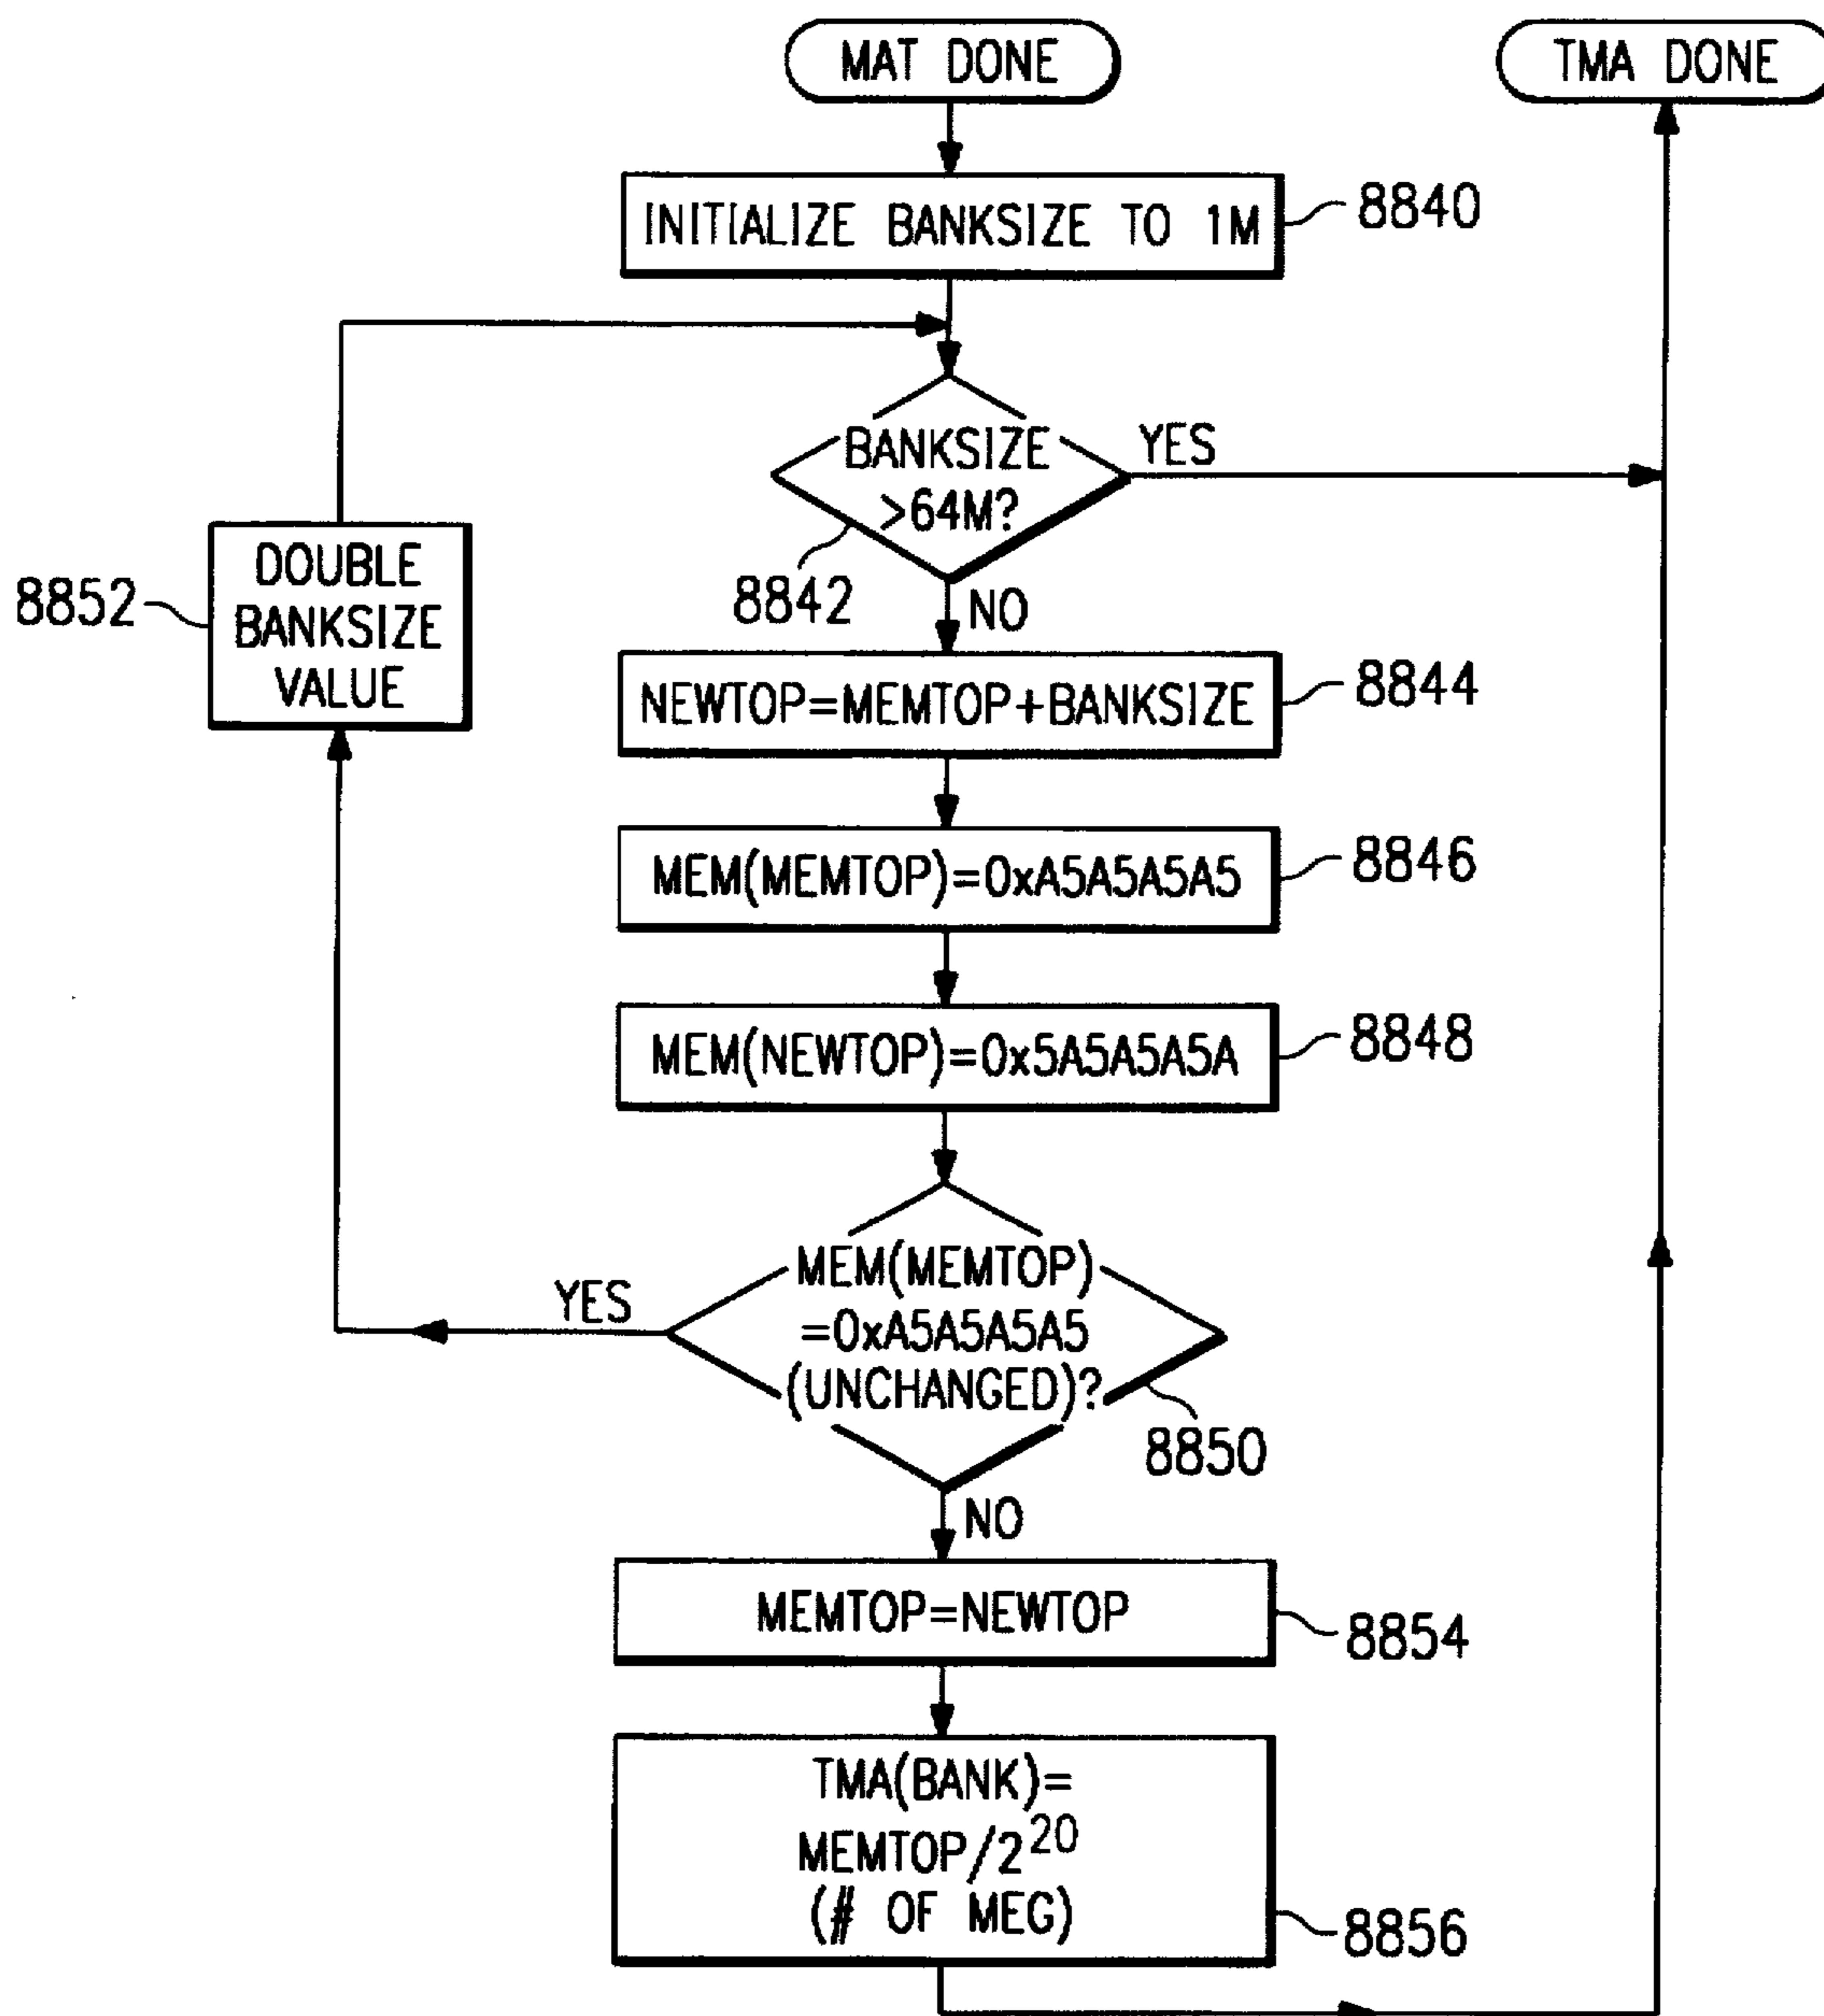 MAT DONE
TMA DONE
INITIALIZE BANKSIZE TO 1M
8840
BANKSIZE
>64M?
YES
8842
NO
DOUBLE
BANKSIZE
VALUE
8852
NEWTOP=MEMTOP+BANKSIZE
8844
MEM(MEMTOP)=0xA5A5A5A5
8846
MEM(NEWTOP)=0x5A5A5A5A
8848
MEM(MEMTOP)
=0xA5A5A5A5
(UNCHANGED)?
YES
8850
NO
MEMTOP=NEWTOP
8854
TMA(BANK)=
MEMTOP/2^20
(# OF MEG)
8856